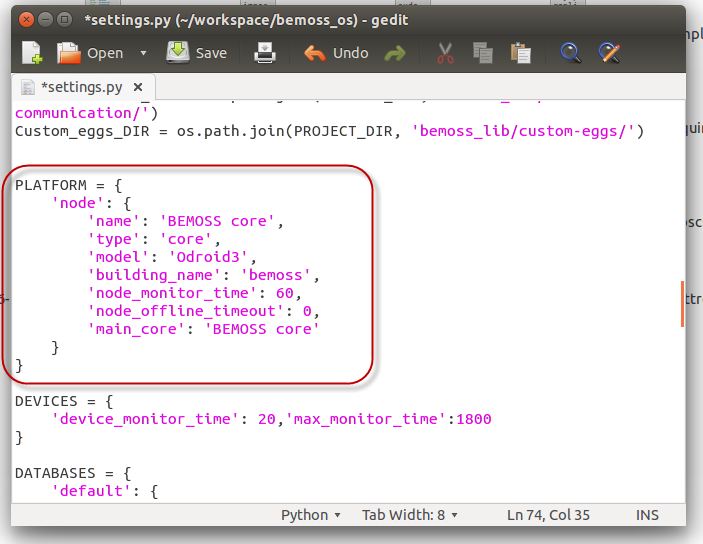 *settings.py (~/workspace/bemoss_os) - gedit
Open Save Undo
*settings.py x
communication/')
Custom_eggs_DIR = os.path.join(PROJECT_DIR, 'bemoss_lib/custom-eggs/')
PLATFORM = {
    'node': {
        'name': 'BEMOSS core',
        'type': 'core',
        'model': 'Odroid3',
        'building_name': 'bemoss',
        'node_monitor_time': 60,
        'node_offline_timeout': 0,
        'main_core': 'BEMOSS core'
    }
}
DEVICES = {
    'device_monitor_time': 20,'max_monitor_time':1800
}
DATABASES = {
    'default': {
Python Tab Width: 8 Ln 74, Col 35 INS